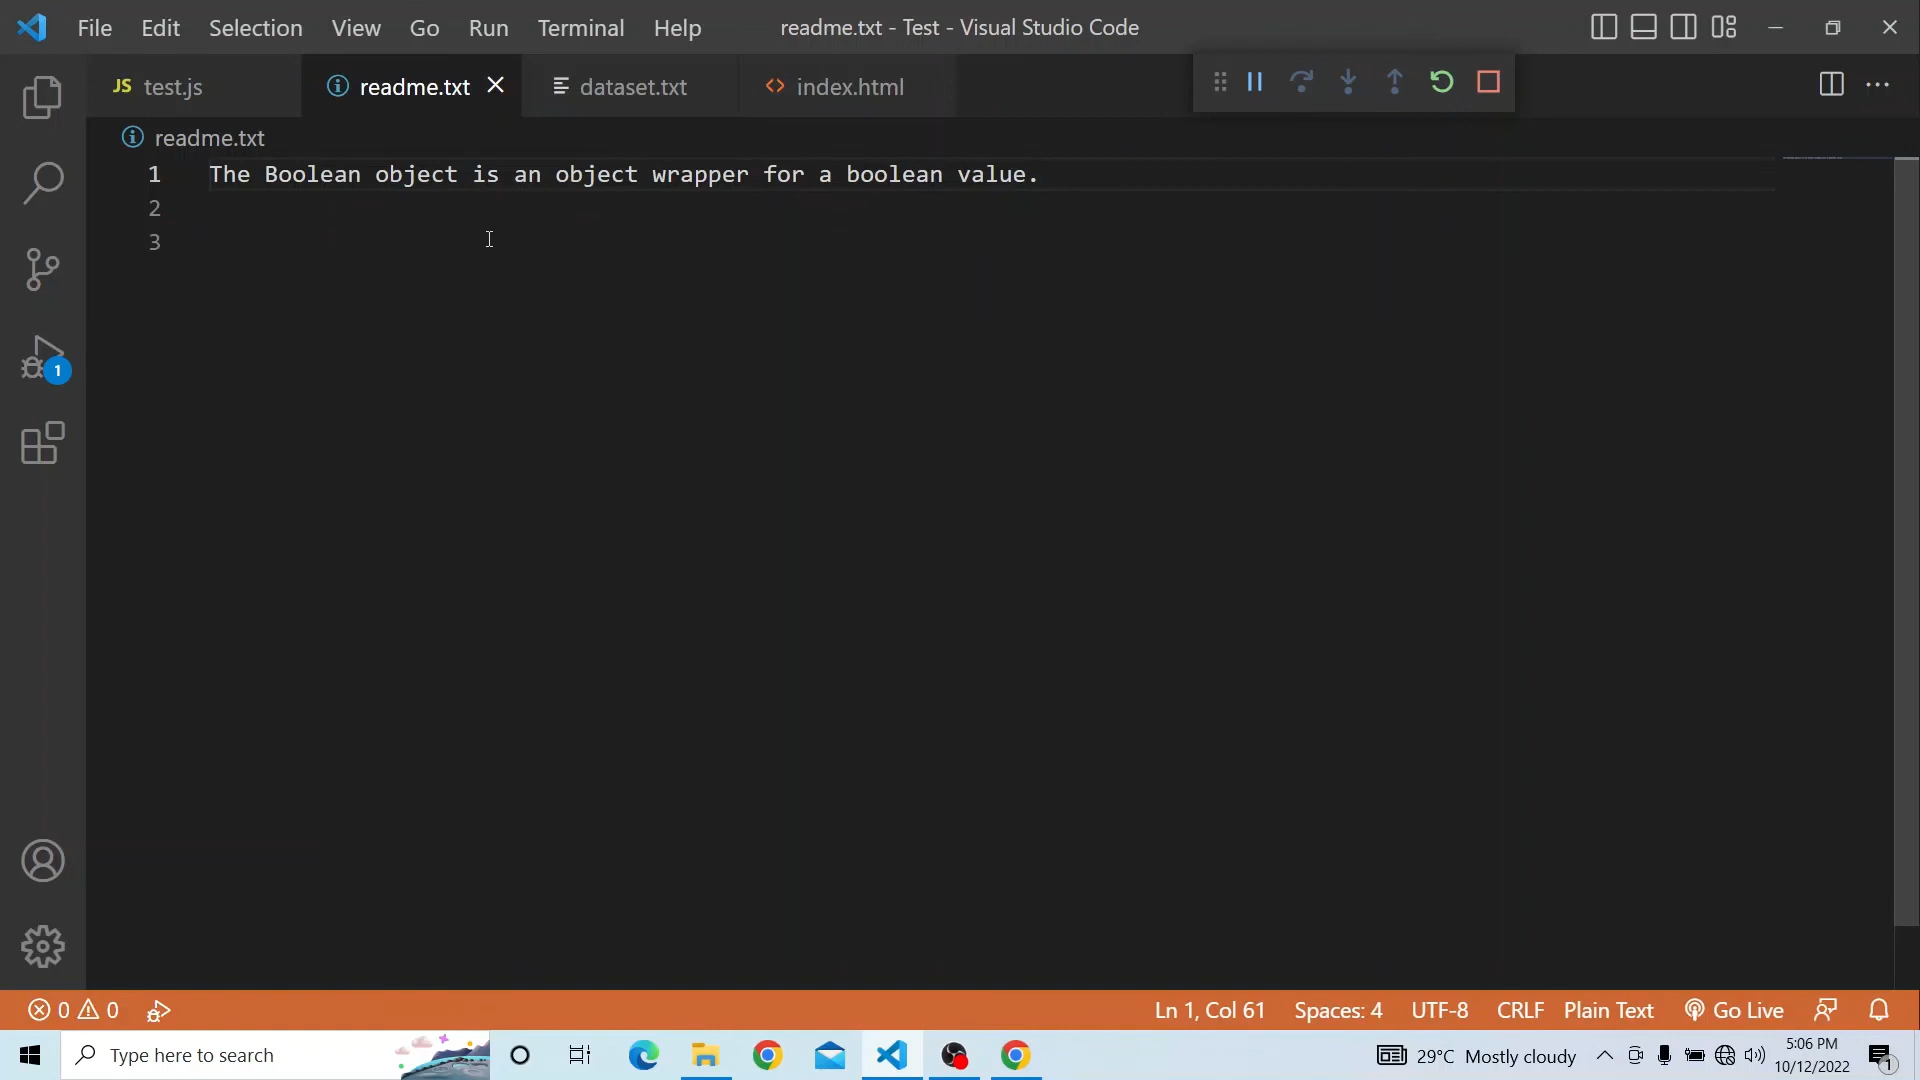 File Edit Selection View Go Run Terminal Help readme.txt - Test - Visual Studio Code
JS test.js readme.txt dataset.txt index.html
readme.txt
1 The Boolean object is an object wrapper for a boolean value.
2
3
1
0 0 Ln 1, Col 61 Spaces: 4 UTF-8 CRLF Plain Text Go Live
Type here to search 29°C Mostly cloudy 5:06 PM
10/12/2022 1